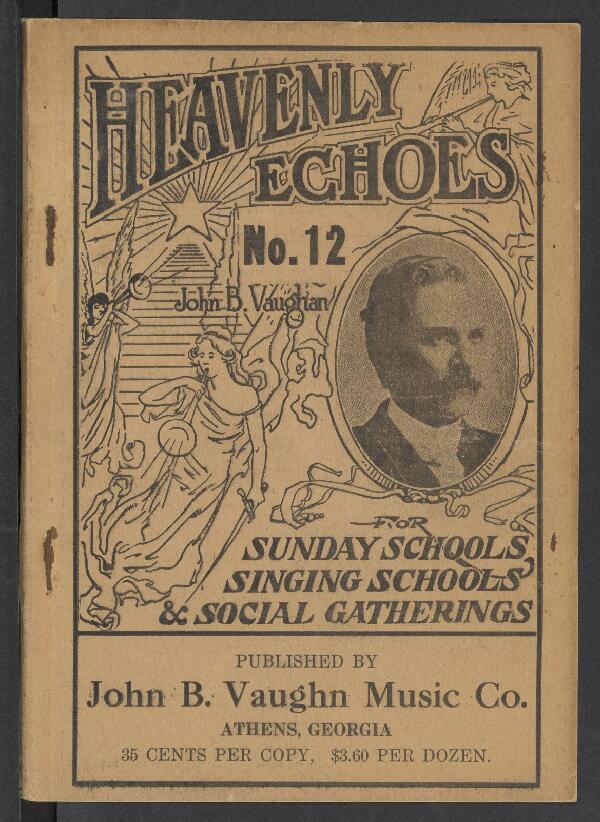 HEAVENLY
ECHOES
No. 12
John B. Vaughan
FOR
SUNDAY SCHOOLS,
SINGING SCHOOLS
& SOCIAL GATHERINGS
PUBLISHED BY
John B. Vaughn Music Co.
ATHENS, GEORGIA
35 CENTS PER COPY, $3.60 PER DOZEN.